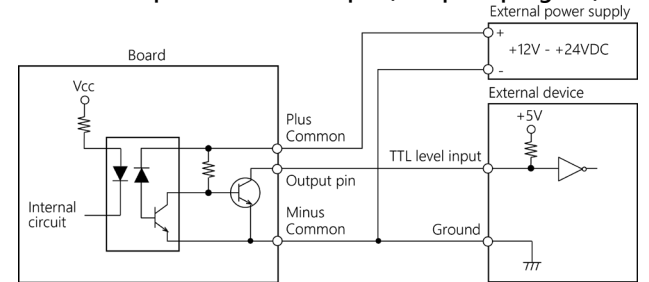 External power supply
+
+12V - +24VDC
-
Board
Vcc
External device
+5V
Plus
Common
TTL level input
Output pin
Internal
circuit
Minus
Common
Ground